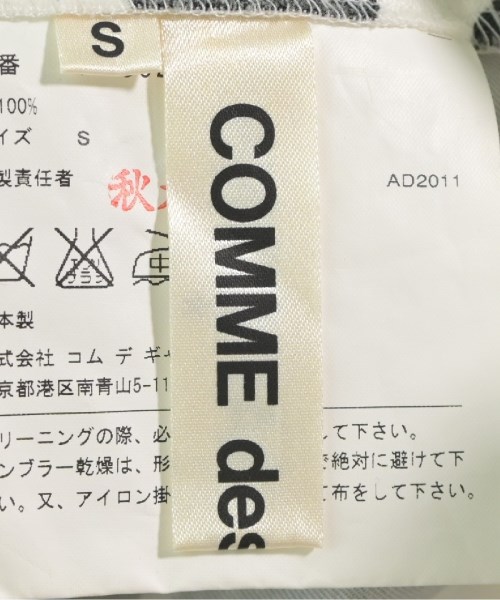 S
番
100%
イズ S
製責任者
秋
AD2011
COMME des
本製
式会社 コム デ ギャ
京都港区南青山5-11
リーニングの際、必 して下さい。
ンブラー乾燥は、形 で絶対に避けて下
い。又、アイロン掛 て布をして下さい。